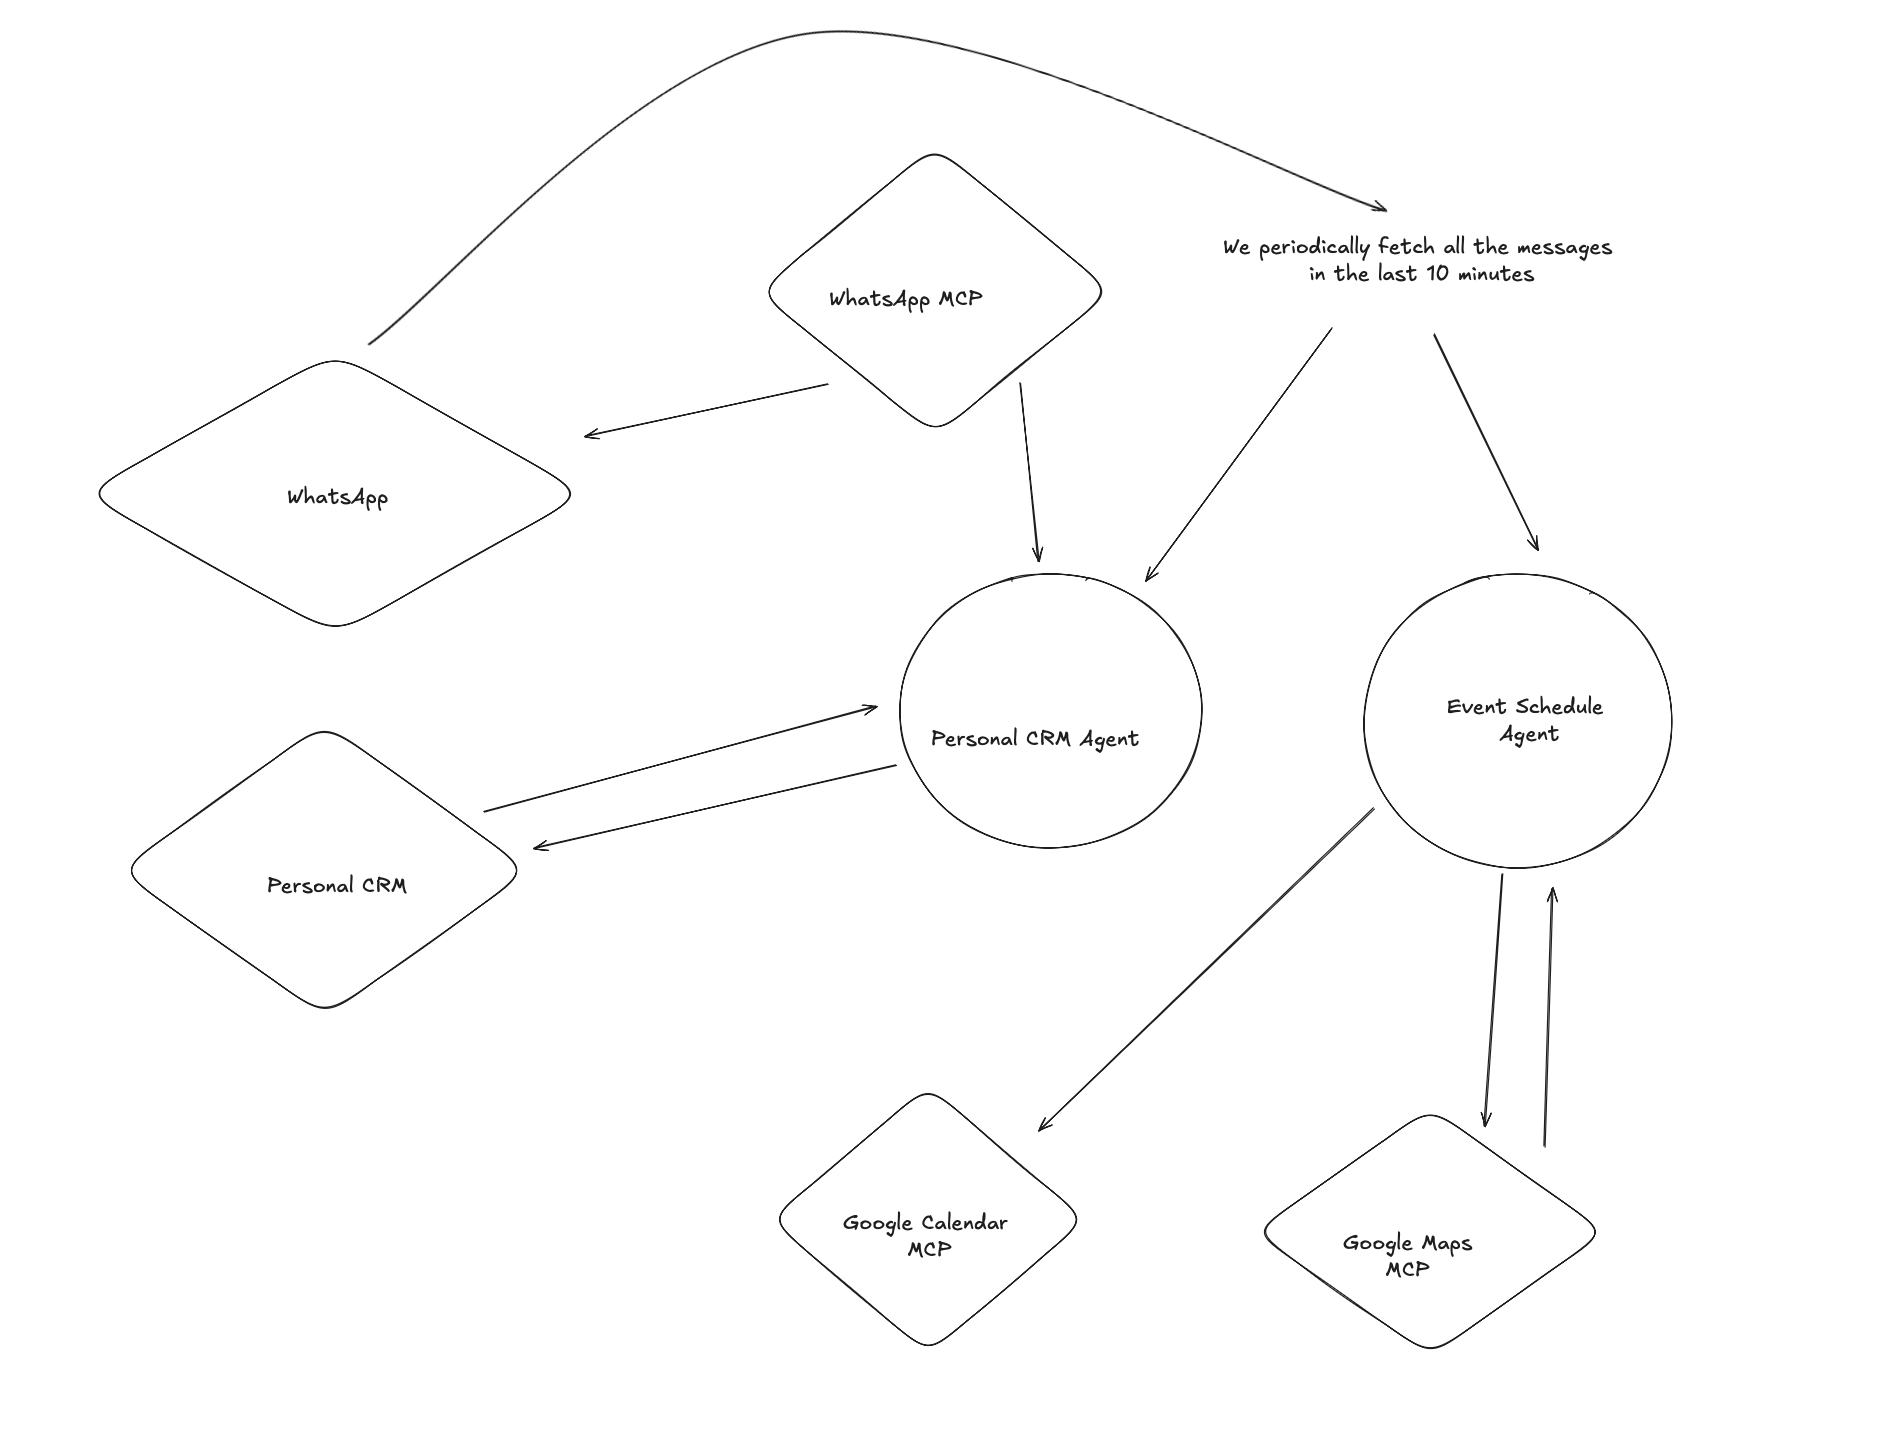 We periodically fetch all the messages
in the last 10 minutes
WhatsApp MCP
WhatsApp
Event Schedule
Agent
Personal CRM Agent
Personal CRM
Google Calendar
MCP
Google Maps
MCP